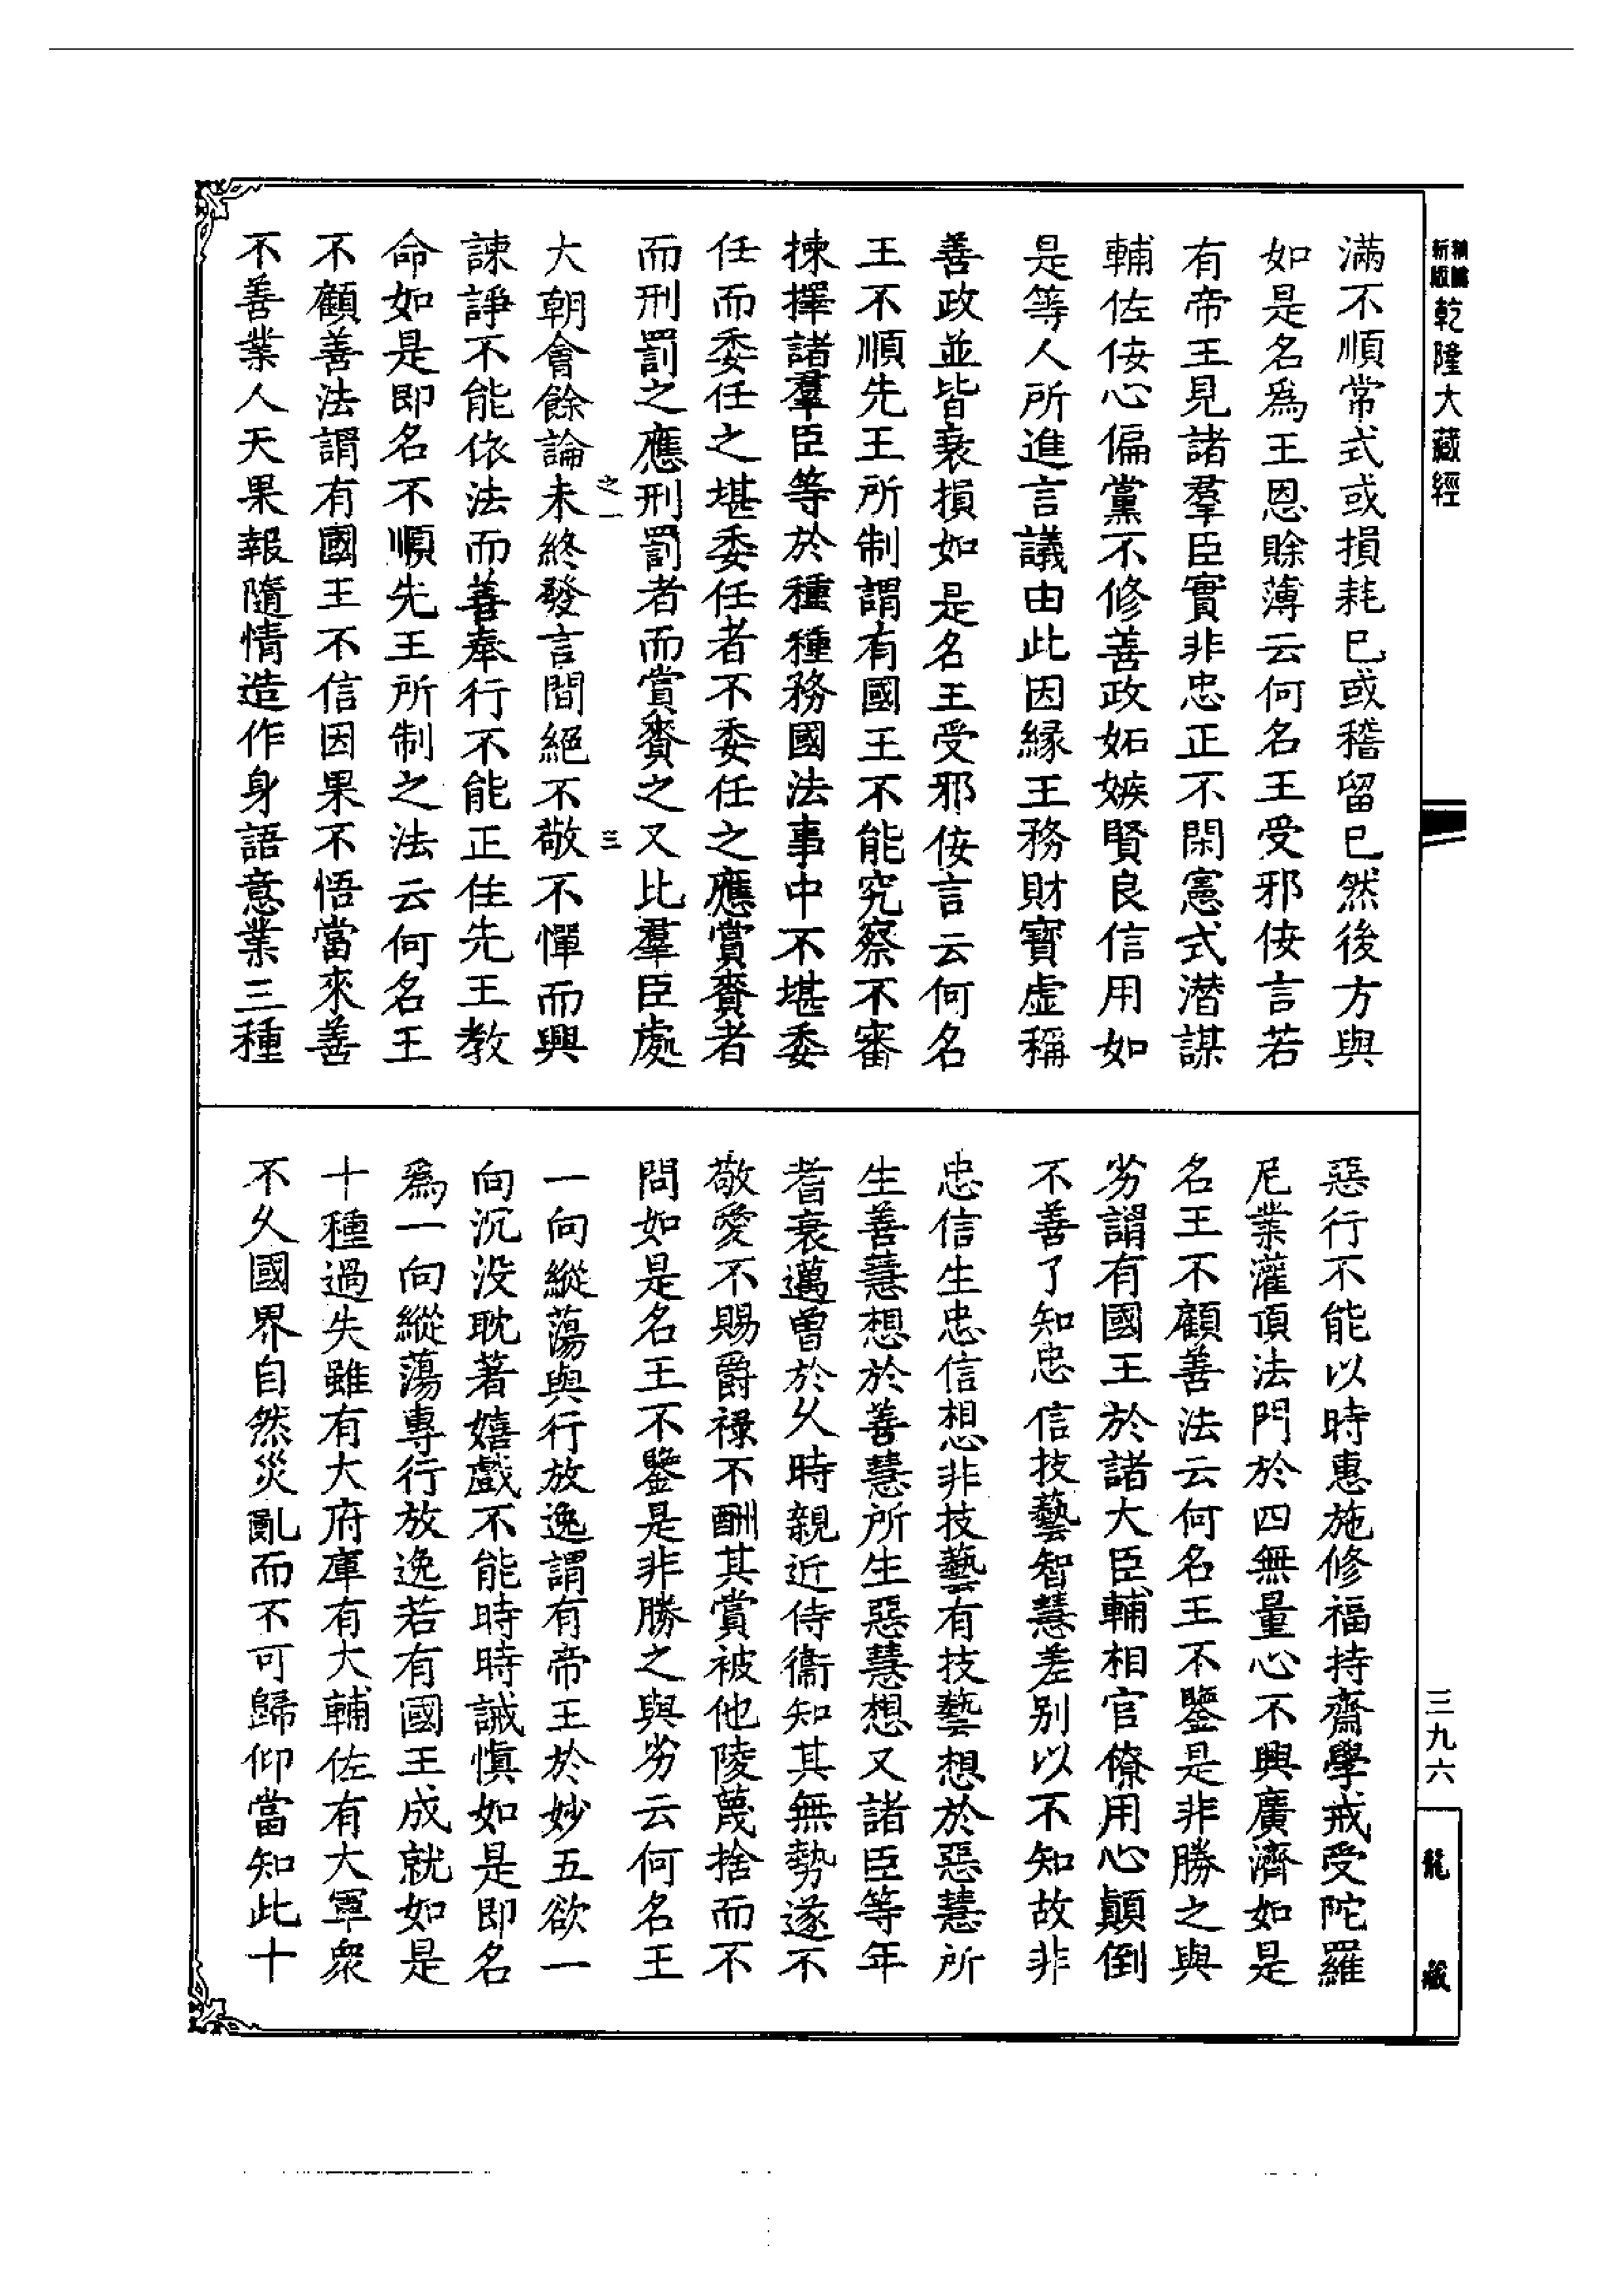 新版
乾隆大藏經
滿不順常式或損耗巳或稽留巳然後方與
如是名為王恩賖薄云何名王受邪佞言若
有帝王見諸羣臣實非忠正不閑憲式潜謀
輔佐佞心偏黨不修善政妬嫉賢良信用如
是等人所進言議由此因緣王務財寶虛稱
善政並皆衰損如是名王受邪佞言云何名
王不順先王所制謂有國王不能究察不審
揀擇諸羣臣等於種種務國法事中不堪委
任而委任之堪委任者不委任之應賞賚者
而刑罰之應刑罰者而賞賚之又比羣臣處
之一
三
大朝會餘論未終發言間絕不敬不憚而興
諫諍不能依法而善奉行不能正住先王教
命如是即名不順先王所制之法云何名王
不顧善法謂有國王不信因果不悟當來善
不善業人天果報隨情造作身語意業三種
惡行不能以時惠施修福持齋學戒受陀羅
尼業灌頂法門於四無量心不興廣濟如是
名王不顧善法云何名王不鑒是非勝之與
劣謂有國王於諸大臣輔相官僚用心顛倒
不善了知忠信技藝智慧差别以不知故非
忠信生忠信想非技藝有技藝想於惡慧所
生善慧想於善慧所生惡慧想又諸臣等年
耆衰邁曾於乆時親近侍衞知其無勢遂不
敬愛不賜爵祿不酬其賞被他陵蔑捨而不
問如是名王不鑒是非勝之與劣云何名王
一向縱蕩與行放逸謂有帝王於妙五欲一
向沉没耽著嬉戲不能時時誡慎如是即名
為一向縱蕩專行放逸若有國王成就如是
十種過失雖有大府庫有大輔佐有大軍衆
不乆國界自然災亂而不可歸仰當知此十
三九六
龍藏